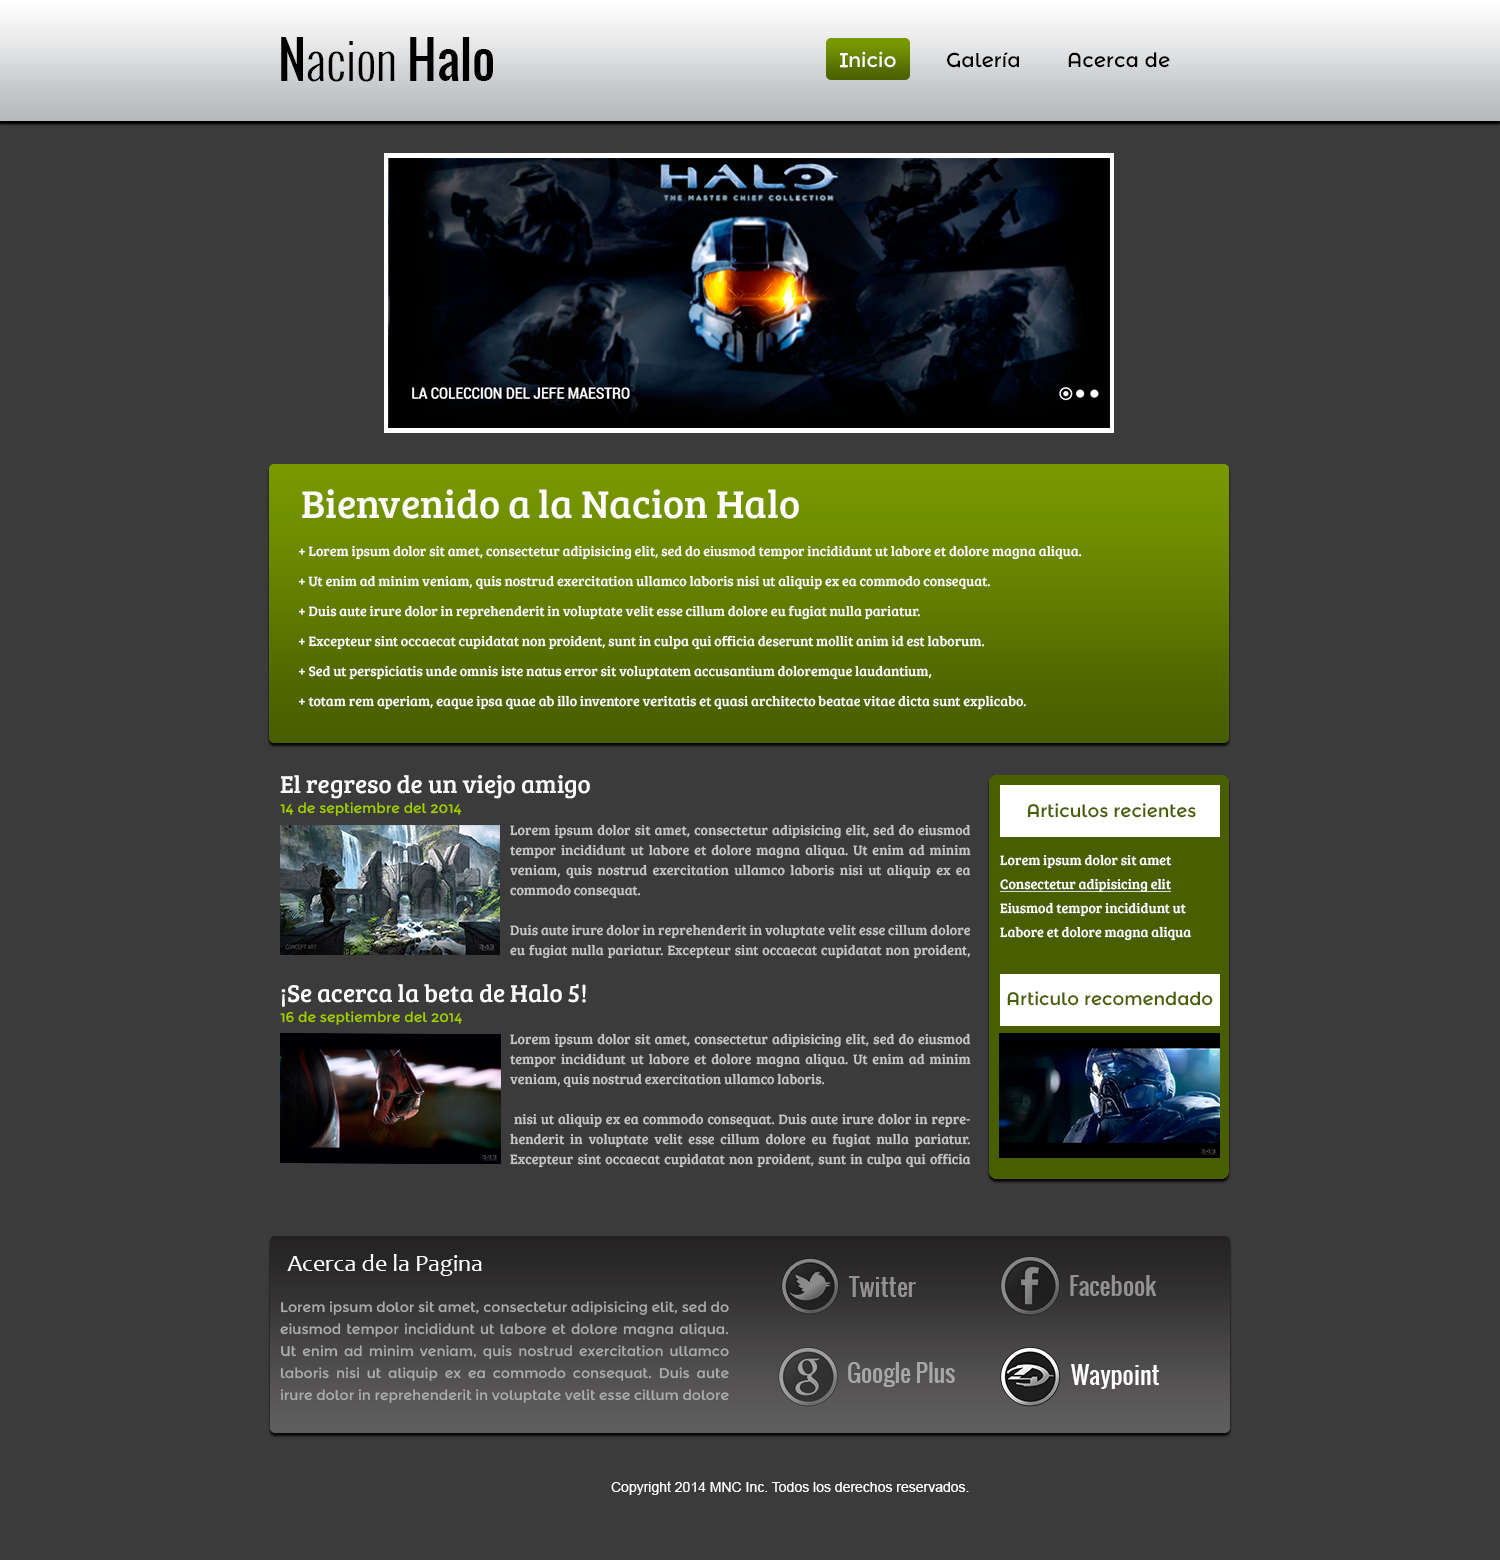 Nacion Halo
Inicio
Galería
Acerca de
HALO
THE MASTER CHIEF COLLECTION
LA COLECCION DEL JEFE MAESTRO
Bienvenido a la Nacion Halo
+ Lorem ipsum dolor sit amet, consectetur adipisicing elit, sed do eiusmod tempor incididunt ut labore et dolore magna aliqua.
+ Ut enim ad minim veniam, quis nostrud exercitation ullamco laboris nisi ut aliquip ex ea commodo consequat.
+ Duis aute irure dolor in reprehenderit in voluptate velit esse cillum dolore eu fugiat nulla pariatur.
+ Excepteur sint occaecat cupidatat non proident, sunt in culpa qui officia deserunt mollit anim id est laborum.
+ Sed ut perspiciatis unde omnis iste natus error sit voluptatem accusantium doloremque laudantium,
+ totam rem aperiam, eaque ipsa quae ab illo inventore veritatis et quasi architecto beatae vitae dicta sunt explicabo.
El regreso de un viejo amigo
14 de septiembre del 2014
CONCEPT ART
343
Lorem ipsum dolor sit amet, consectetur adipisicing elit, sed do eiusmod
tempor incididunt ut labore et dolore magna aliqua. Ut enim ad minim
veniam, quis nostrud exercitation ullamco laboris nisi ut aliquip ex ea
commodo consequat.
Duis aute irure dolor in reprehenderit in voluptate velit esse cillum dolore
eu fugiat nulla pariatur. Excepteur sint occaecat cupidatat non proident,
¡Se acerca la beta de Halo 5!
16 de septiembre del 2014
343
Lorem ipsum dolor sit amet, consectetur adipisicing elit, sed do eiusmod
tempor incididunt ut labore et dolore magna aliqua. Ut enim ad minim
veniam, quis nostrud exercitation ullamco laboris.
nisi ut aliquip ex ea commodo consequat. Duis aute irure dolor in repre-
henderit in voluptate velit esse cillum dolore eu fugiat nulla pariatur.
Excepteur sint occaecat cupidatat non proident, sunt in culpa qui officia
Articulos recientes
Lorem ipsum dolor sit amet
Consectetur adipisicing elit
Eiusmod tempor incididunt ut
Labore et dolore magna aliqua
Articulo recomendado
343
Acerca de la Pagina
Lorem ipsum dolor sit amet, consectetur adipisicing elit, sed do
eiusmod tempor incididunt ut labore et dolore magna aliqua.
Ut enim ad minim veniam, quis nostrud exercitation ullamco
laboris nisi ut aliquip ex ea commodo consequat. Duis aute
irure dolor in reprehenderit in voluptate velit esse cillum dolore
Twitter
Facebook
Google Plus
Waypoint
Copyright 2014 MNC Inc. Todos los derechos reservados.